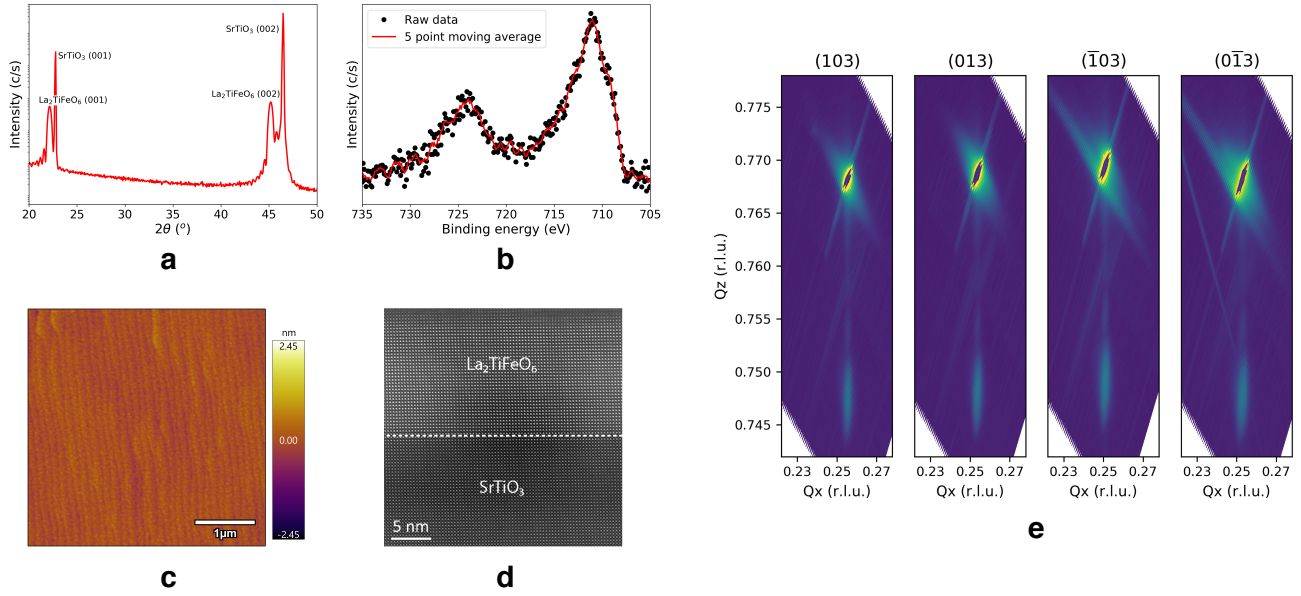 SrTiO₃ (001)
La₂TiFeO₆ (001)
SrTiO₃ (002)
La₂TiFeO₆ (002)
Intensity (c/s)
20 25 30 35 40 45 50
2θ (°)
a
Raw data
5 point moving average
Intensity (c/s)
735 730 725 720 715 710 705
Binding energy (eV)
b
nm
2.45
0.00
-2.45
1µm
c
La₂TiFeO₆
SrTiO₃
5 nm
d
(103) (013) (1̅03) (01̅3)
0.775
0.770
0.765
0.760
0.755
0.750
0.745
Qz (r.l.u.)
0.23 0.25 0.27 0.23 0.25 0.27 0.23 0.25 0.27 0.23 0.25 0.27
Qx (r.l.u.) Qx (r.l.u.) Qx (r.l.u.) Qx (r.l.u.)
e